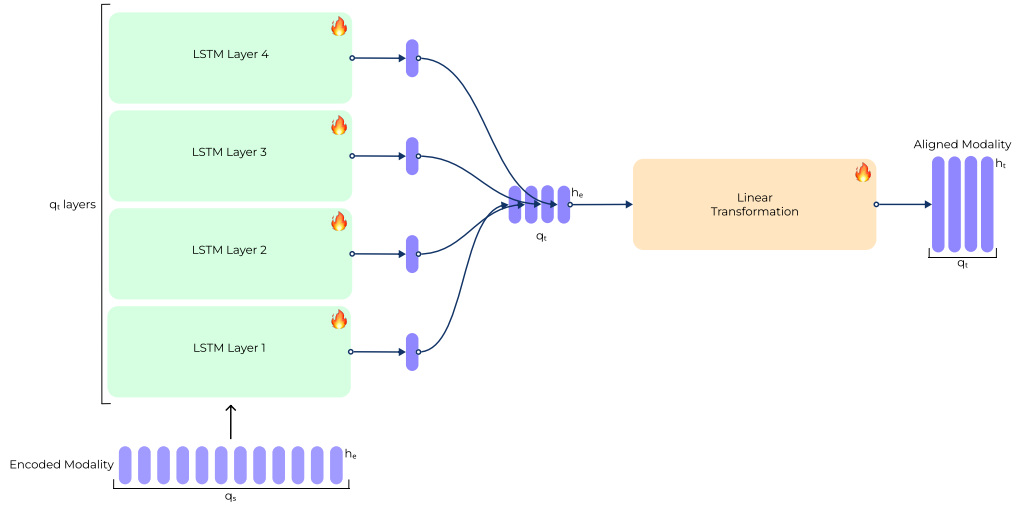 LSTM Layer 4
LSTM Layer 3
qₜ layers
LSTM Layer 2
LSTM Layer 1
Encoded Modality
hₑ
qₛ
hₑ
qₜ
Linear
Transformation
Aligned Modality
hₜ
qₜ